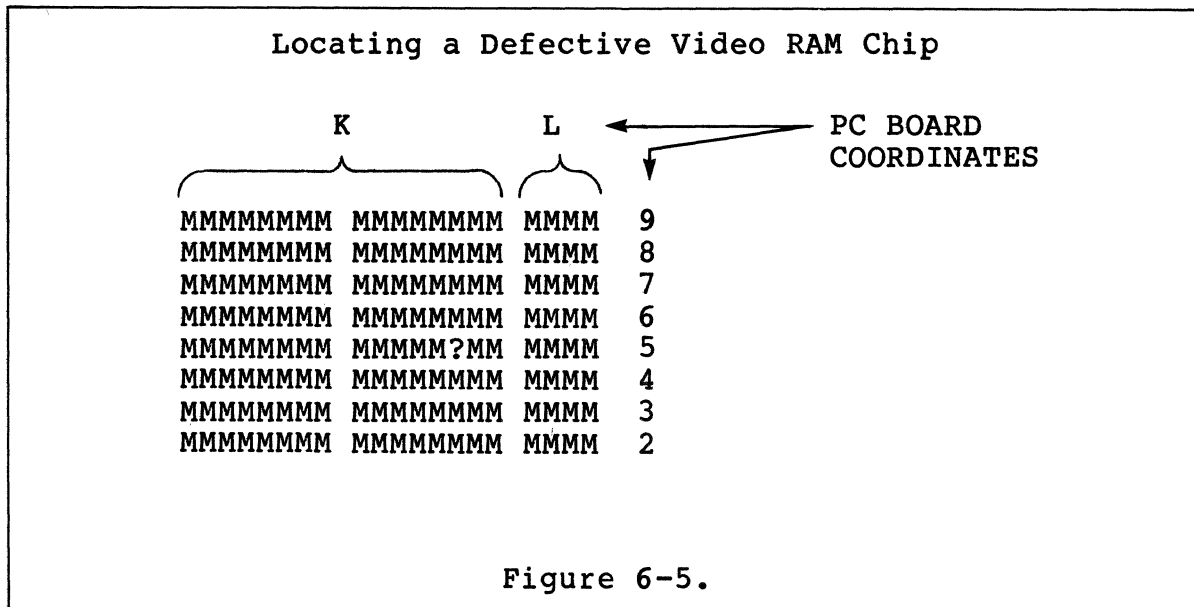 Locating a Defective Video RAM Chip
K L PC BOARD
COORDINATES
MMMMMMMM MMMMMMMM MMMM 9
MMMMMMMM MMMMMMMM MMMM 8
MMMMMMMM MMMMMMMM MMMM 7
MMMMMMMM MMMMMMMM MMMM 6
MMMMMMMM MMMMM?MM MMMM 5
MMMMMMMM MMMMMMMM MMMM 4
MMMMMMMM MMMMMMMM MMMM 3
MMMMMMMM MMMMMMMM MMMM 2
Figure 6-5.